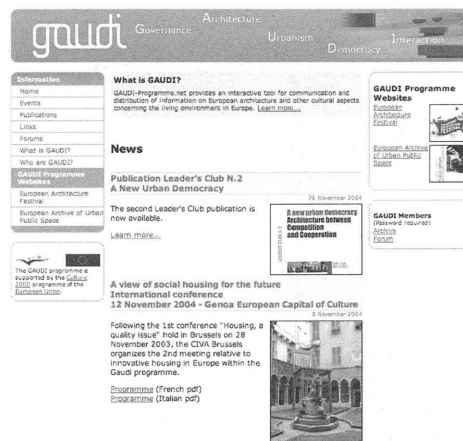 gaudi
Governance
Architecture
Urbanism
Democracy
Interaction
Information
Home
Events
Publications
Links
Forums
What is GAUDI?
Who are GAUDI?
GAUDI Programme
Websites
European Architecture
Festival
European Archive of Urban
Public Space
The GAUDI programme is
supported by the Culture
2000 programme of the
European Union.
What is GAUDI?
GAUDI-Programme.net provides an interactive tool for communication and
distribution of information on European architecture and other cultural aspects
concerning the living environment in Europe. Learn more...
News
Publication Leader's Club N.2
A New Urban Democracy
26 November 2004
The second Leader's Club publication is
now available.
Learn more...
A new urban democracy
Architecture between
Competition
and Cooperation
A view of social housing for the future
International conference
12 November 2004 - Genoa European Capital of Culture
9 November 2004
Following the 1st conference "Housing, a
quality issue" hold in Brussels on 28
November 2003, the CIVA Brussels
organizes the 2nd meeting relative to
innovative housing in Europe within the
Gaudi programme.
Programme (French pdf)
Programme (Italian pdf)
GAUDI Programme
Websites
European
Architecture
Festival
European Archive
of Urban Public
Space
GAUDI Members
(Password required)
Archive
Forum